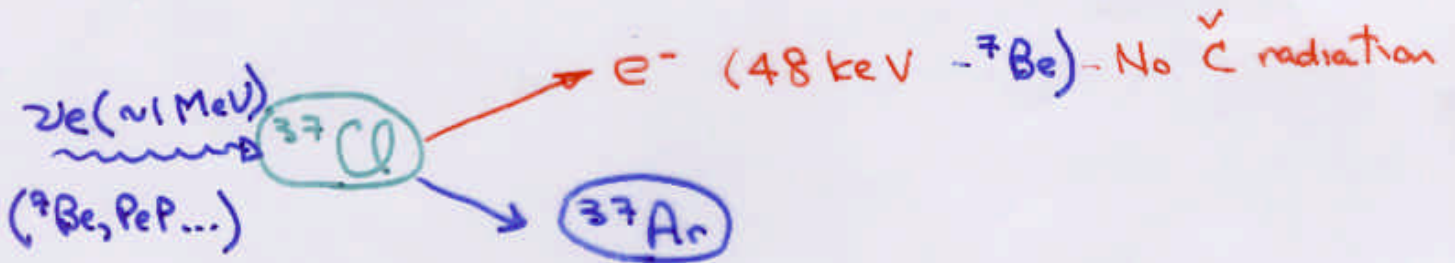 e⁻ (48 keV - ⁷Be) - No Č radiation
νe (~1 MeV)
³⁷Cl
(⁷Be, PeP...)
³⁷Ar